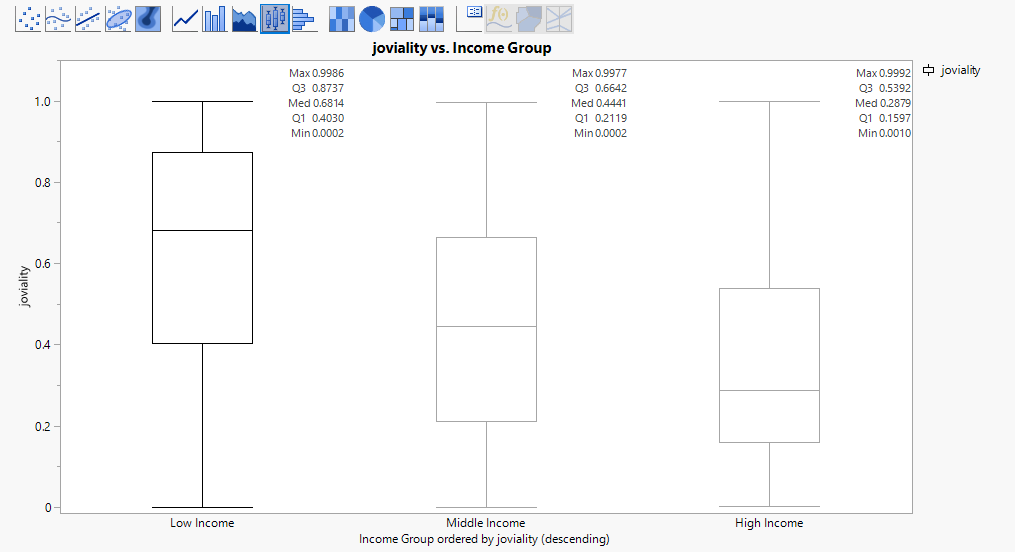 f(x)
joviality vs. Income Group
joviality
Max 0.9986
Q3 0.8737
Med 0.6814
Q1 0.4030
Min 0.0002
Max 0.9977
Q3 0.6642
Med 0.4441
Q1 0.2119
Min 0.0002
Max 0.9992
Q3 0.5392
Med 0.2879
Q1 0.1597
Min 0.0010
joviality
1.0
0.8
0.6
0.4
0.2
0
Low Income
Middle Income
High Income
Income Group ordered by joviality (descending)